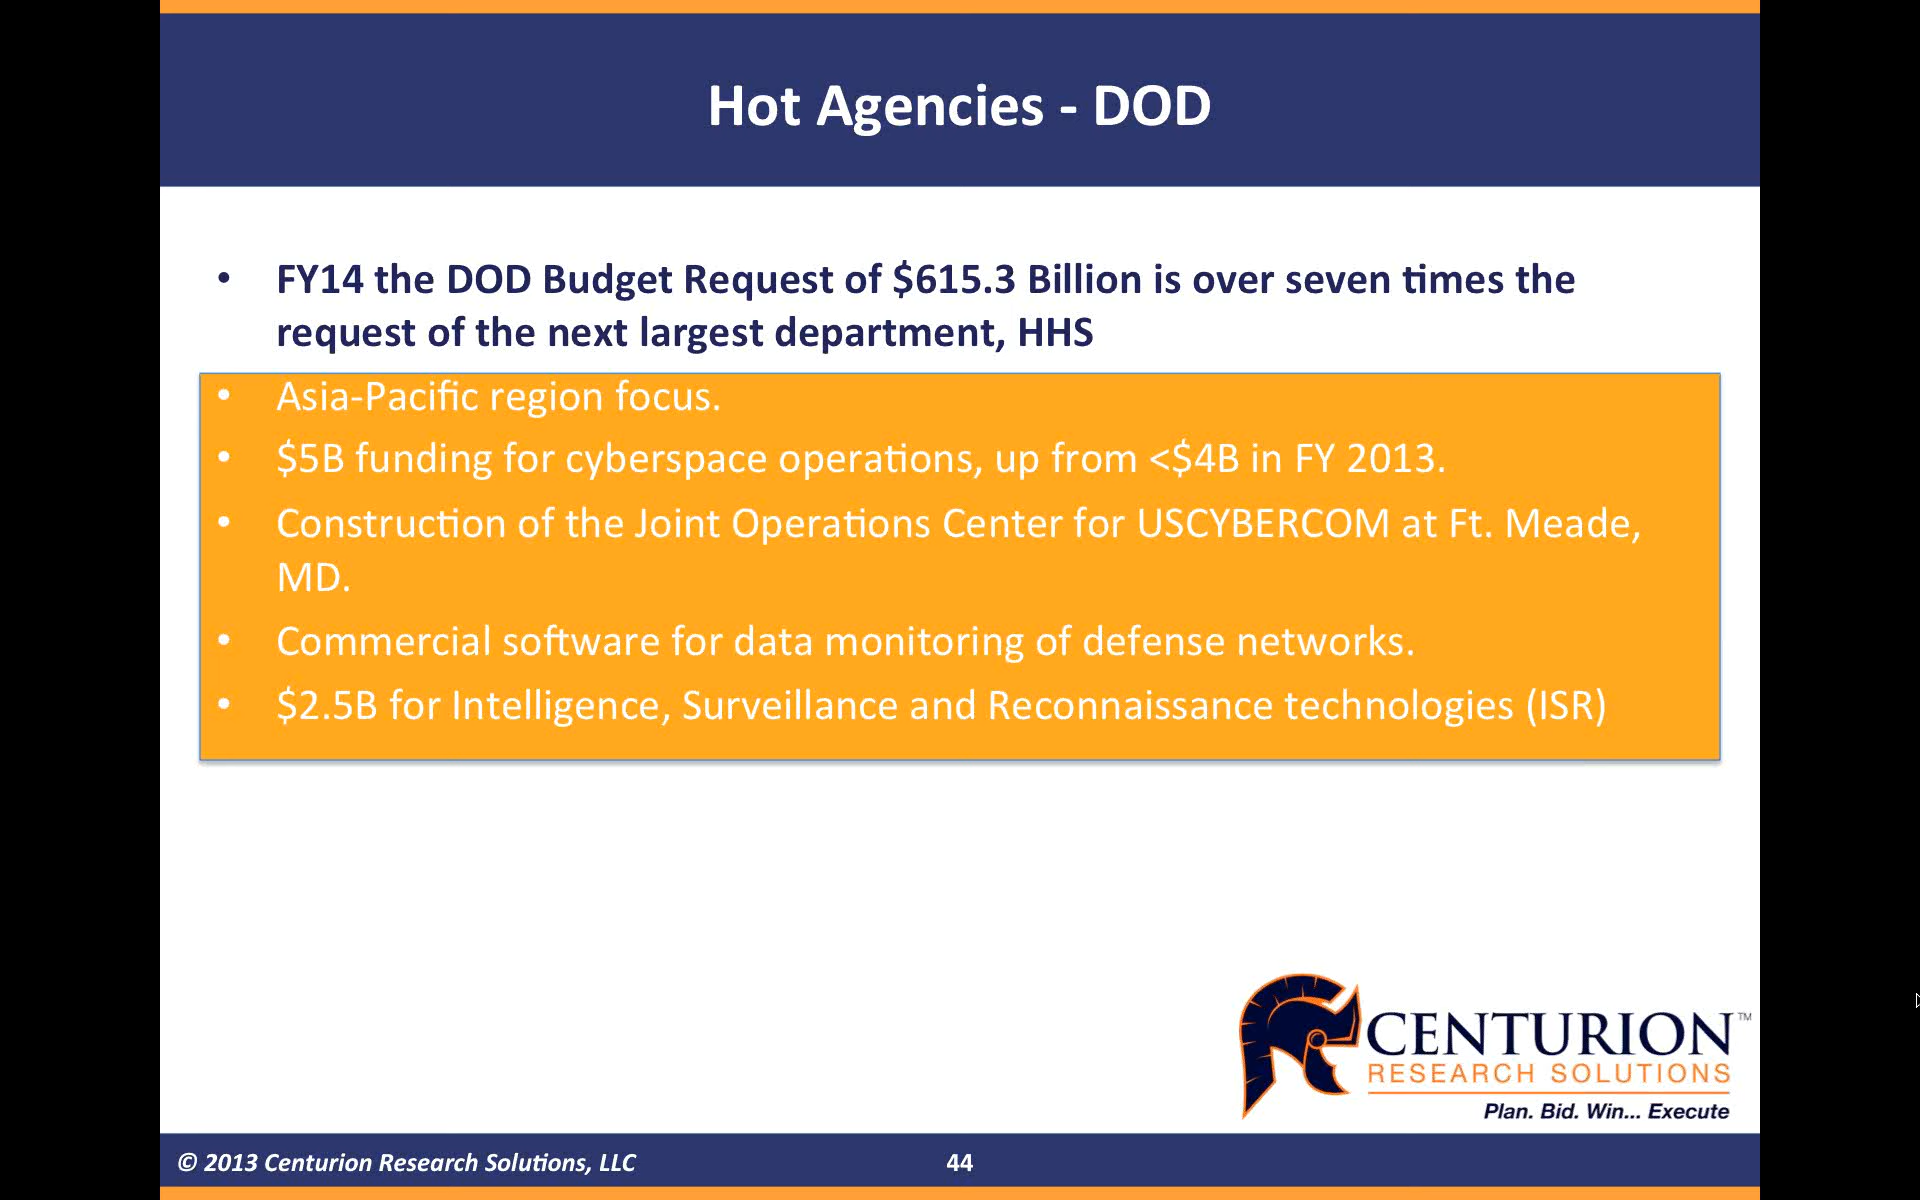 Hot Agencies - DOD
• FY14 the DOD Budget Request of $615.3 Billion is over seven times the
request of the next largest department, HHS
• Asia-Pacific region focus.
• $5B funding for cyberspace operations, up from <$4B in FY 2013.
• Construction of the Joint Operations Center for USCYBERCOM at Ft. Meade,
MD.
• Commercial software for data monitoring of defense networks.
• $2.5B for Intelligence, Surveillance and Reconnaissance technologies (ISR)
CENTURION™
RESEARCH SOLUTIONS
Plan. Bid. Win... Execute
© 2013 Centurion Research Solutions, LLC
44